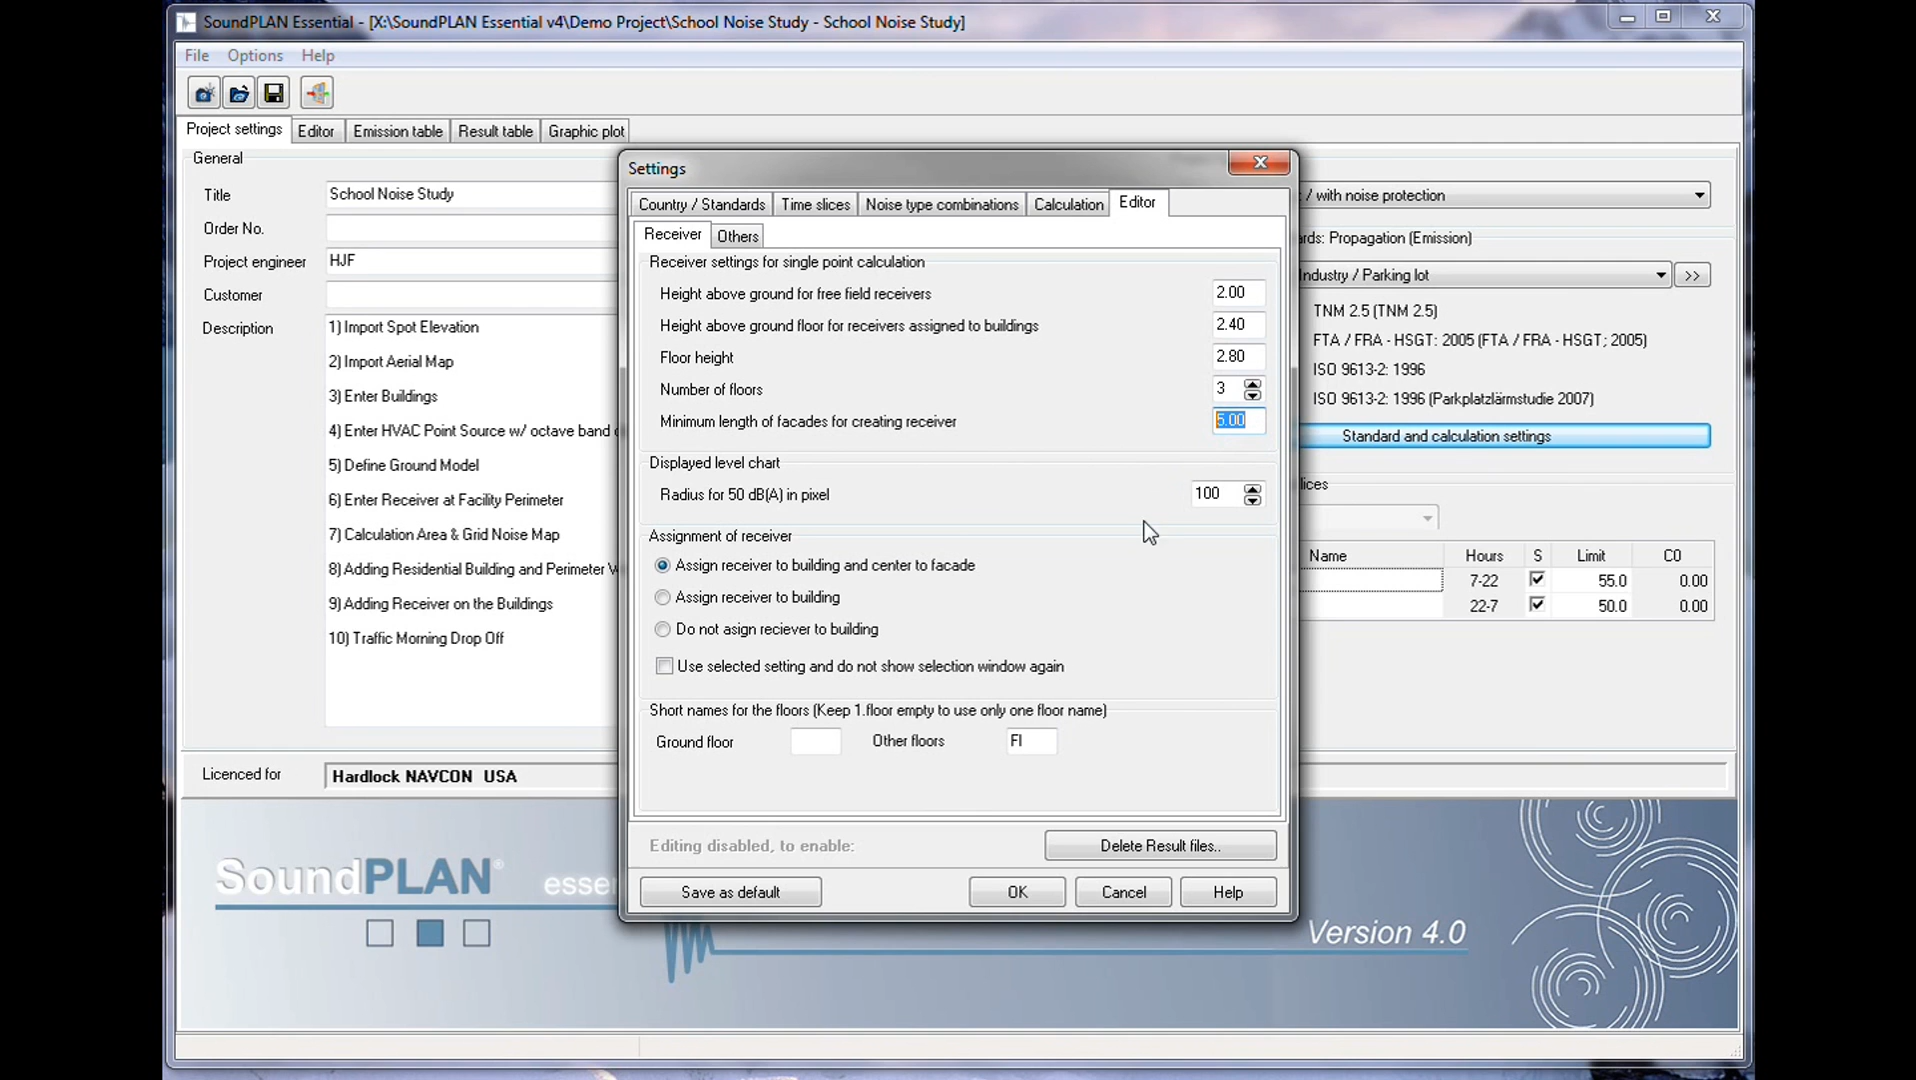 SoundPLAN Essential - [X:\SoundPLAN Essential v4\Demo Project\School Noise Study - School Noise Study]
File Options Help
Project settings Editor Emission table Result table Graphic plot
General
Title School Noise Study
Order No.
Project engineer HJF
Customer
Description 1) Import Spot Elevation
2) Import Aerial Map
3) Enter Buildings
4) Enter HVAC Point Source w/ octave band
5) Define Ground Model
6) Enter Receiver at Facility Perimeter
7) Calculation Area & Grid Noise Map
8) Adding Residential Building and Perimeter
9) Adding Receiver on the Buildings
10) Traffic Morning Drop Off
Licenced for Hardlock NAVCON USA
Settings
Country / Standards Time slices Noise type combinations Calculation Editor
Receiver Others
Receiver settings for single point calculation
Height above ground for free field receivers 2.00
Height above ground floor for receivers assigned to buildings 2.40
Floor height 2.80
Number of floors 3
Minimum length of facades for creating receiver 5.00
Displayed level chart
Radius for 50 dB(A) in pixel 100
Assignment of receiver
Assign receiver to building and center to facade
Assign receiver to building
Do not asign reciever to building
Use selected setting and do not show selection window again
Short names for the floors (Keep 1.floor empty to use only one floor name)
Ground floor Other floors Fl
Editing disabled, to enable: Delete Result files..
Save as default OK Cancel Help
/ with noise protection
rds: Propagation (Emission)
Industry / Parking lot >>
TNM 2.5 (TNM 2.5)
FTA / FRA - HSGT: 2005 (FTA / FRA - HSGT; 2005)
ISO 9613-2: 1996
ISO 9613-2: 1996 (Parkplatzlärmstudie 2007)
Standard and calculation settings
lices
Name Hours S Limit C0
7-22 55.0 0.00
22-7 50.0 0.00
SoundPLAN® essen
Version 4.0